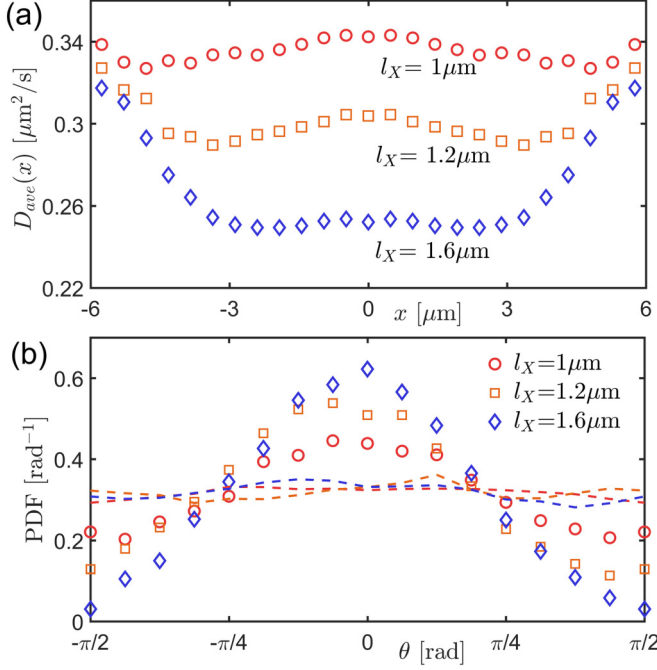 (a)
D_ave(x) [μm²/s]
0.34
0.3
0.26
0.22
l_X = 1μm
l_X = 1.2μm
l_X = 1.6μm
-6 -3 0 3 6
x [μm]
(b)
PDF [rad⁻¹]
0.6
0.4
0.2
0
l_X=1μm
l_X=1.2μm
l_X=1.6μm
-π/2 -π/4 0 π/4 π/2
θ [rad]